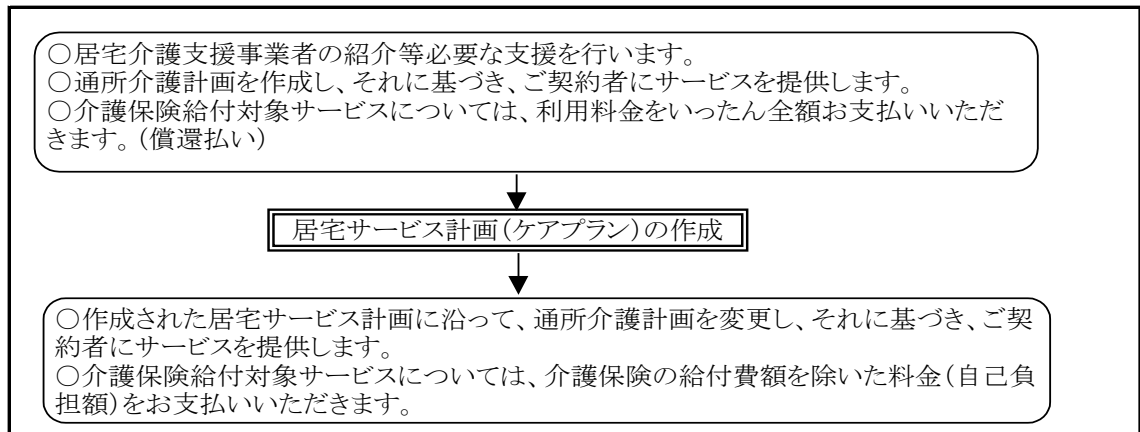 ○居宅介護支援事業者の紹介等必要な支援を行います。
○通所介護計画を作成し、それに基づき、ご契約者にサービスを提供します。
○介護保険給付対象サービスについては、利用料金をいったん全額お支払いいただ
きます。(償還払い)
居宅サービス計画(ケアプラン)の作成
○作成された居宅サービス計画に沿って、通所介護計画を変更し、それに基づき、ご契
約者にサービスを提供します。
○介護保険給付対象サービスについては、介護保険の給付費額を除いた料金(自己負
担額)をお支払いいただきます。